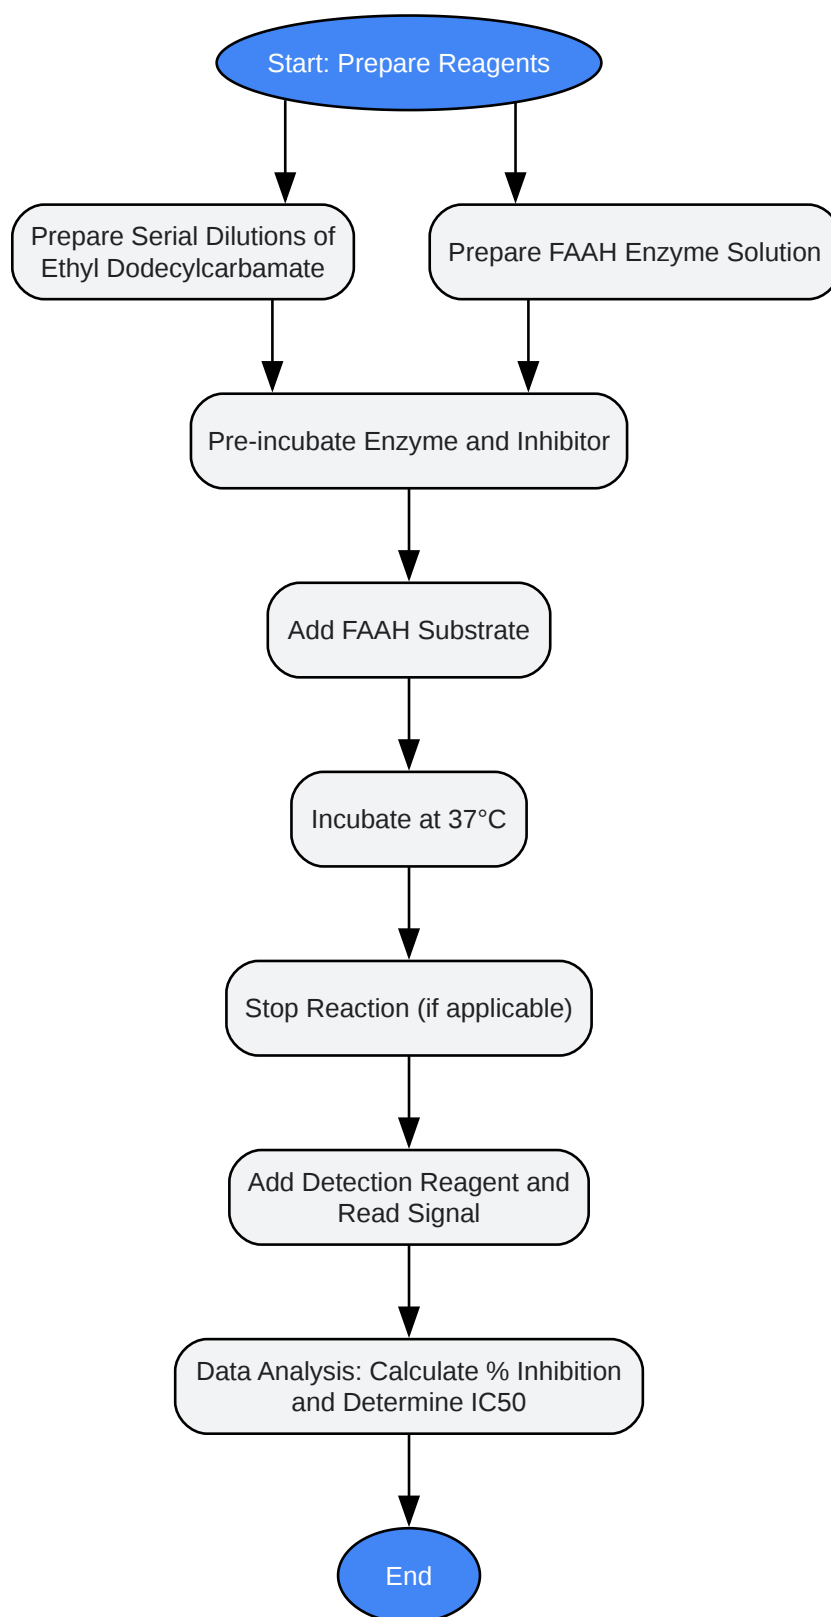 Start: Prepare Reagents
Prepare Serial Dilutions of
Ethyl Dodecylcarbamate
Prepare FAAH Enzyme Solution
Pre-incubate Enzyme and Inhibitor
Add FAAH Substrate
Incubate at 37°C
Stop Reaction (if applicable)
Add Detection Reagent and
Read Signal
Data Analysis: Calculate % Inhibition
and Determine IC50
End